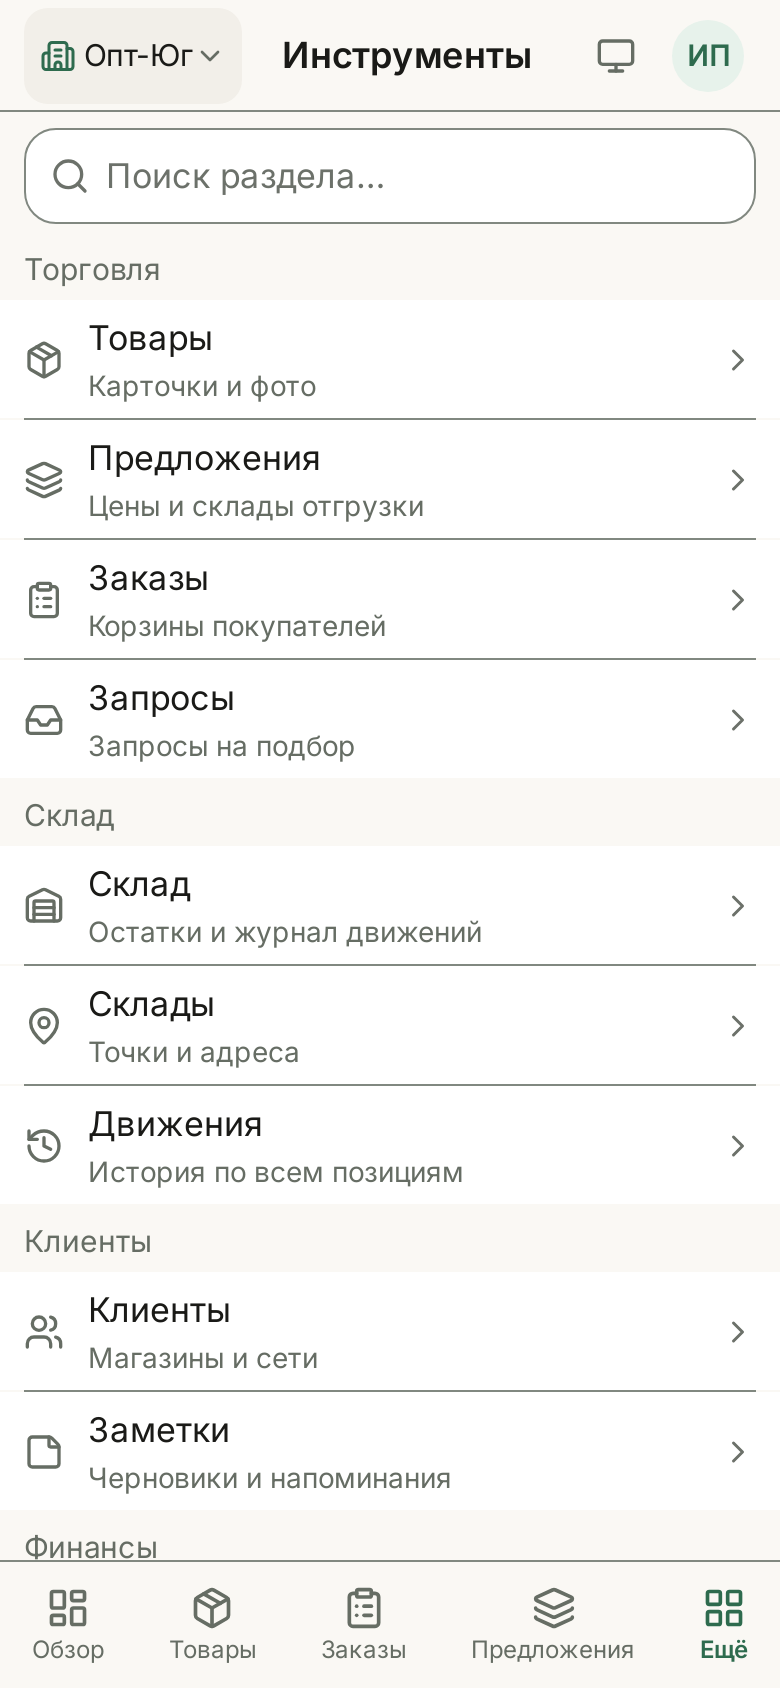 Опт-Юг
Инструменты
ИП
Поиск раздела...
Торговля
Товары
Карточки и фото
Предложения
Цены и склады отгрузки
Заказы
Корзины покупателей
Запросы
Запросы на подбор
Склад
Склад
Остатки и журнал движений
Склады
Точки и адреса
Движения
История по всем позициям
Клиенты
Клиенты
Магазины и сети
Заметки
Черновики и напоминания
Финансы
Обзор
Товары
Заказы
Предложения
Ещё